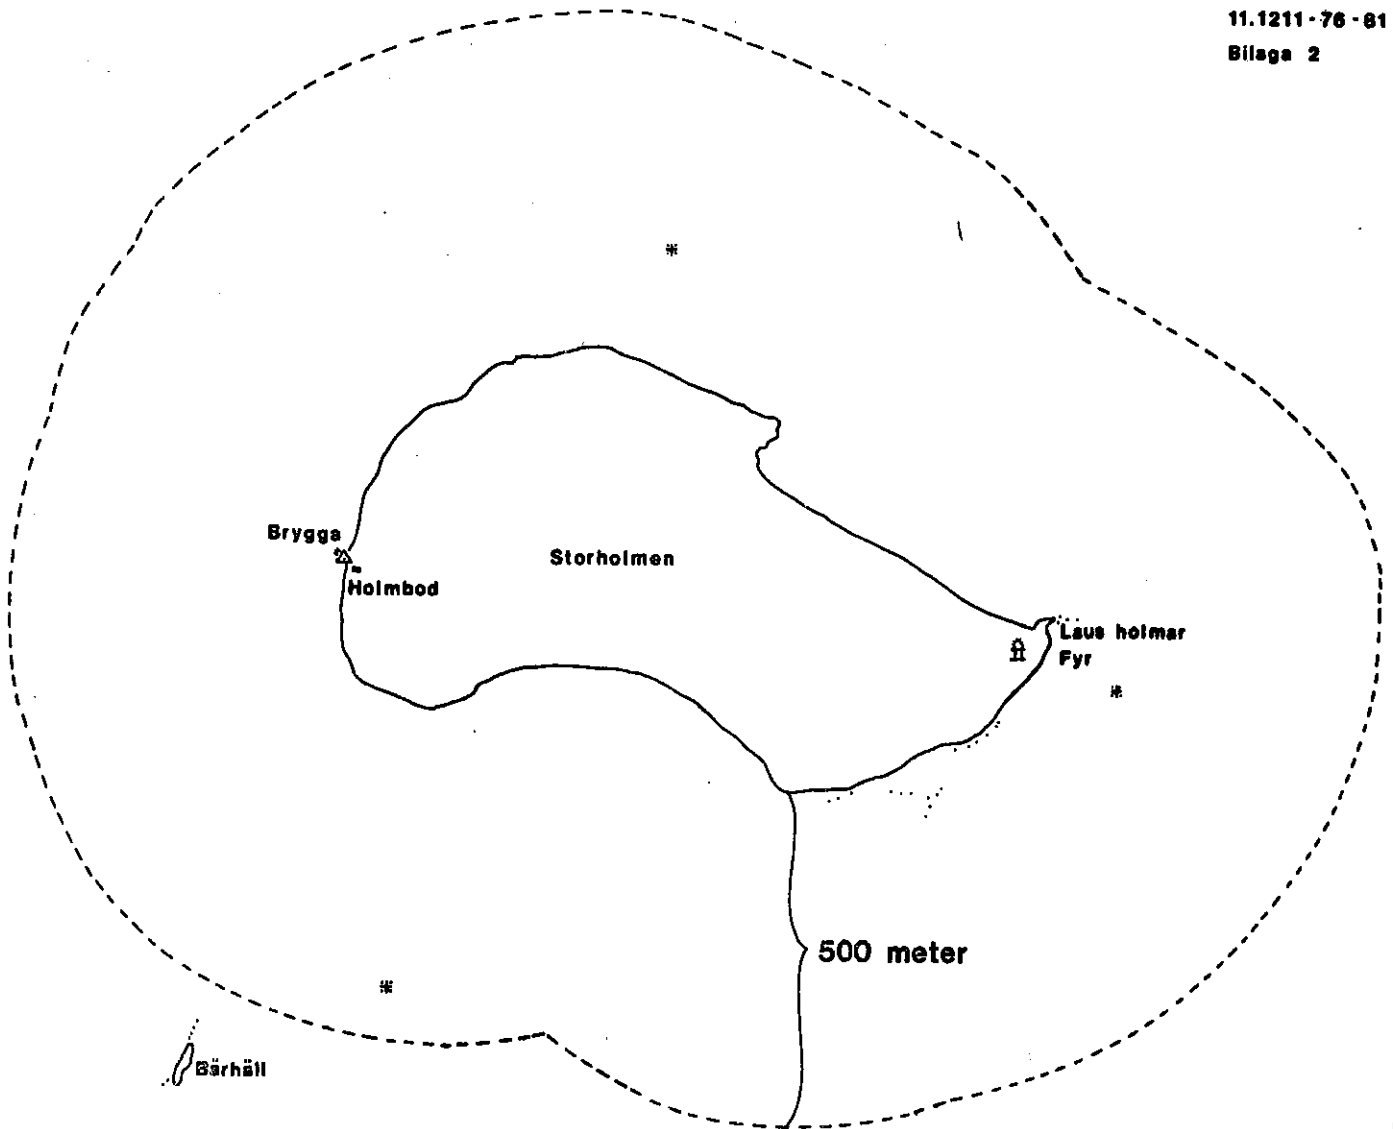 11.1211-76-81
Bilaga 2
Brygga
Holmbod
Storholmen
Laus holmar
Fyr
500 meter
Bärhäll